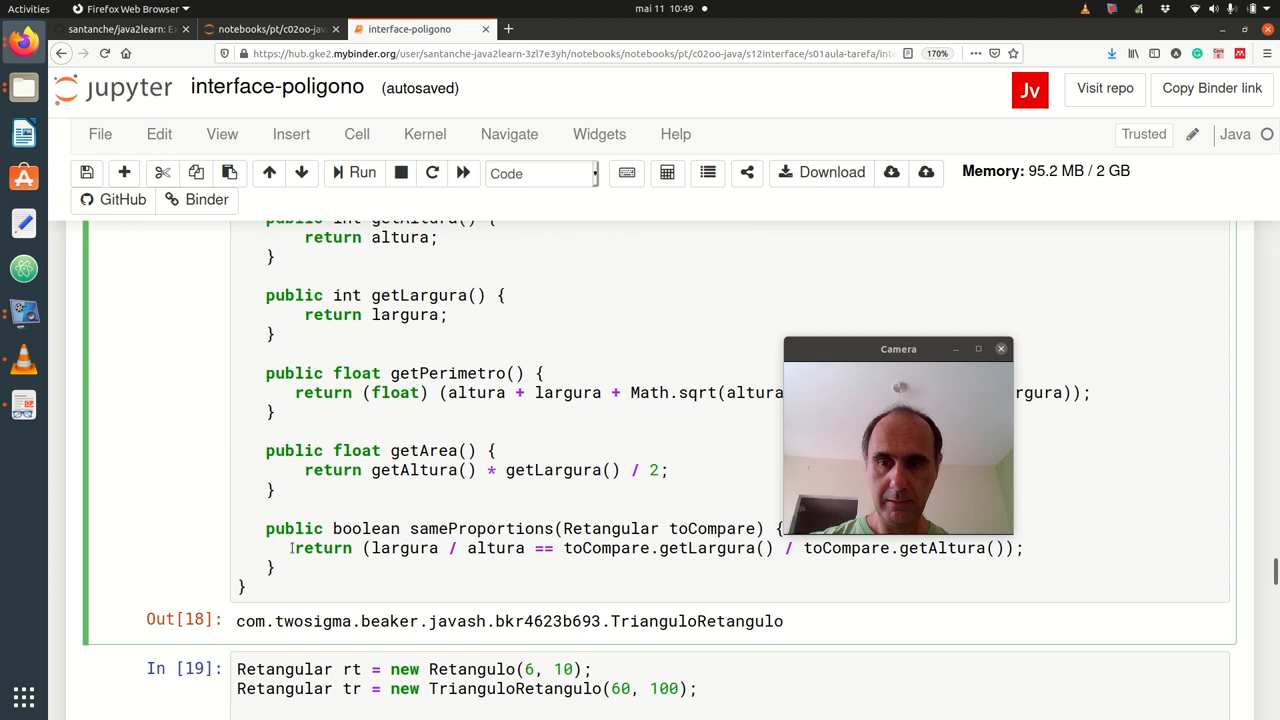 Activities
Firefox Web Browser
mai 11 10:49
santanche/java2learn: E
notebooks/pt/c02oo-jav
interface-poligono
https://hub.gke2.mybinder.org/user/santanche-java2learn-3zl7e3yh/notebooks/notebooks/pt/c02oo-java/s12interface/s01aula-tarefa/int
170%
jupyter
interface-poligono
(autosaved)
Jv
Visit repo
Copy Binder link
File Edit View Insert Cell Kernel Navigate Widgets Help
Trusted
Java
Run
Code
Download
Memory: 95.2 MB / 2 GB
GitHub
Binder
public int getAltura() {
return altura;
}
public int getLargura() {
return largura;
}
public float getPerimetro() {
return (float) (altura + largura + Math.sqrt(altura rgura));
}
public float getArea() {
return getAltura() * getLargura() / 2;
}
public boolean sameProportions(Retangular toCompare) {
return (largura / altura == toCompare.getLargura() / toCompare.getAltura());
}
}
Camera
Out[18]:
com.twosigma.beaker.javash.bkr4623b693.TrianguloRetangulo
In [19]:
Retangular rt = new Retangulo(6, 10);
Retangular tr = new TrianguloRetangulo(60, 100);